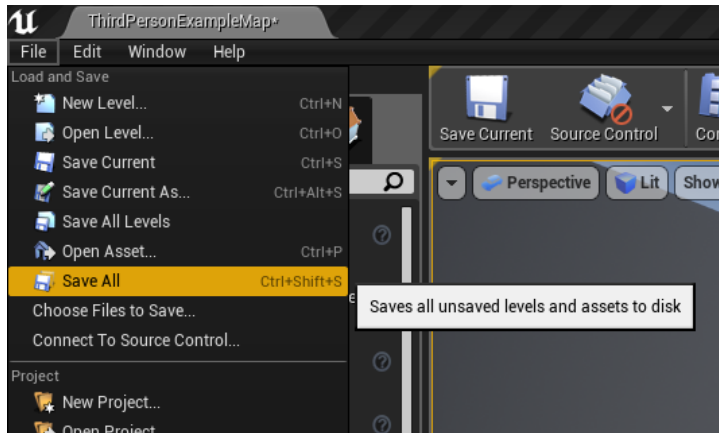 ThirdPersonExampleMap*
File Edit Window Help
Load and Save
New Level... Ctrl+N
Open Level... Ctrl+O
Save Current Ctrl+S
Save Current As... Ctrl+Alt+S
Save All Levels
Open Asset... Ctrl+P
Save All Ctrl+Shift+S
Choose Files to Save...
Connect To Source Control...
Project
New Project...
Open Project
Save Current Source Control
Perspective Lit Show
Saves all unsaved levels and assets to disk